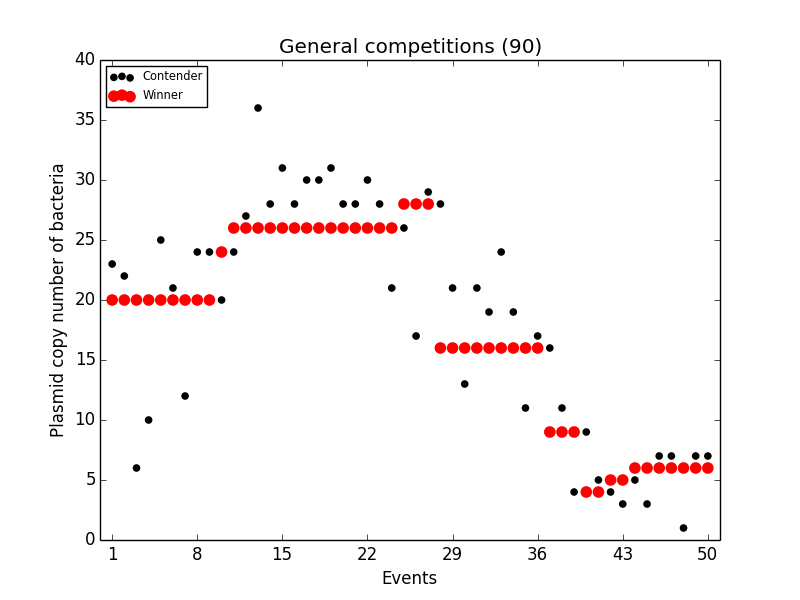 General competitions (90)
Contender
Winner
Plasmid copy number of bacteria
40
35
30
25
20
15
10
5
0
1 8 15 22 29 36 43 50
Events